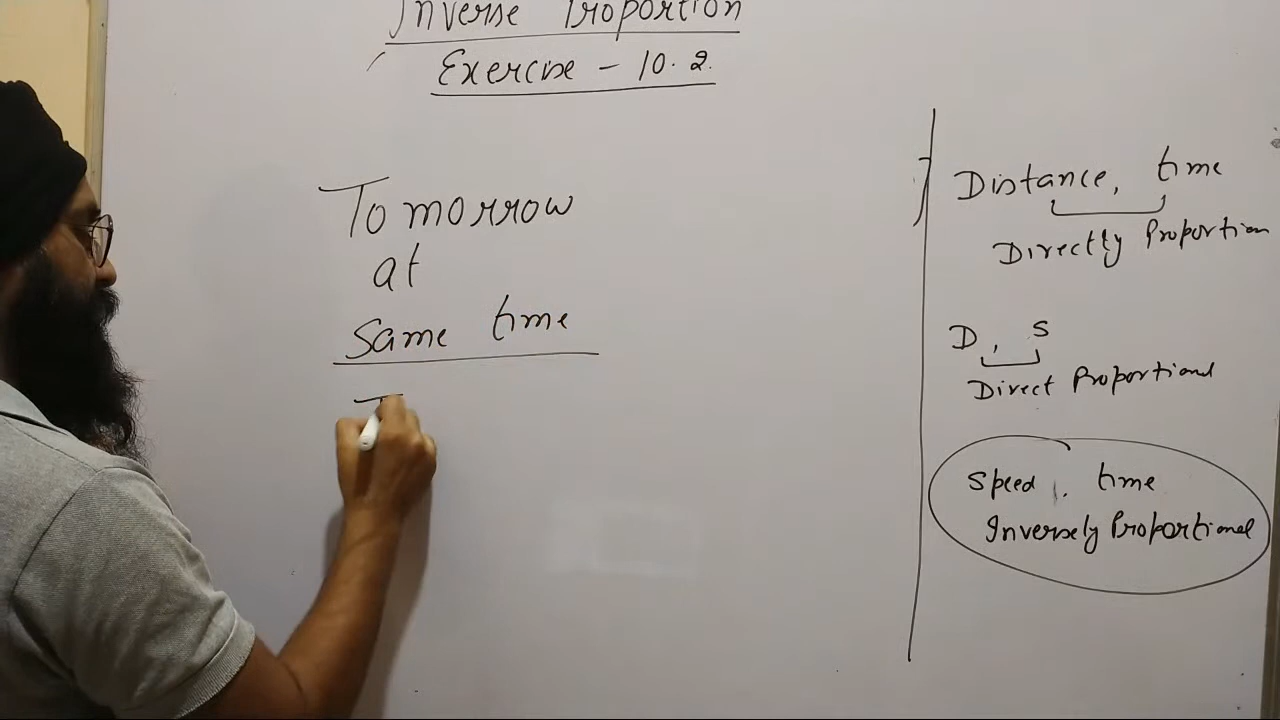 Inverse Proportion
Exercise - 10.2.
Tomorrow
at
Same time
T
Distance, time
Directly Proportion
D, S
Direct Proportional
Speed, time
Inversely Proportional